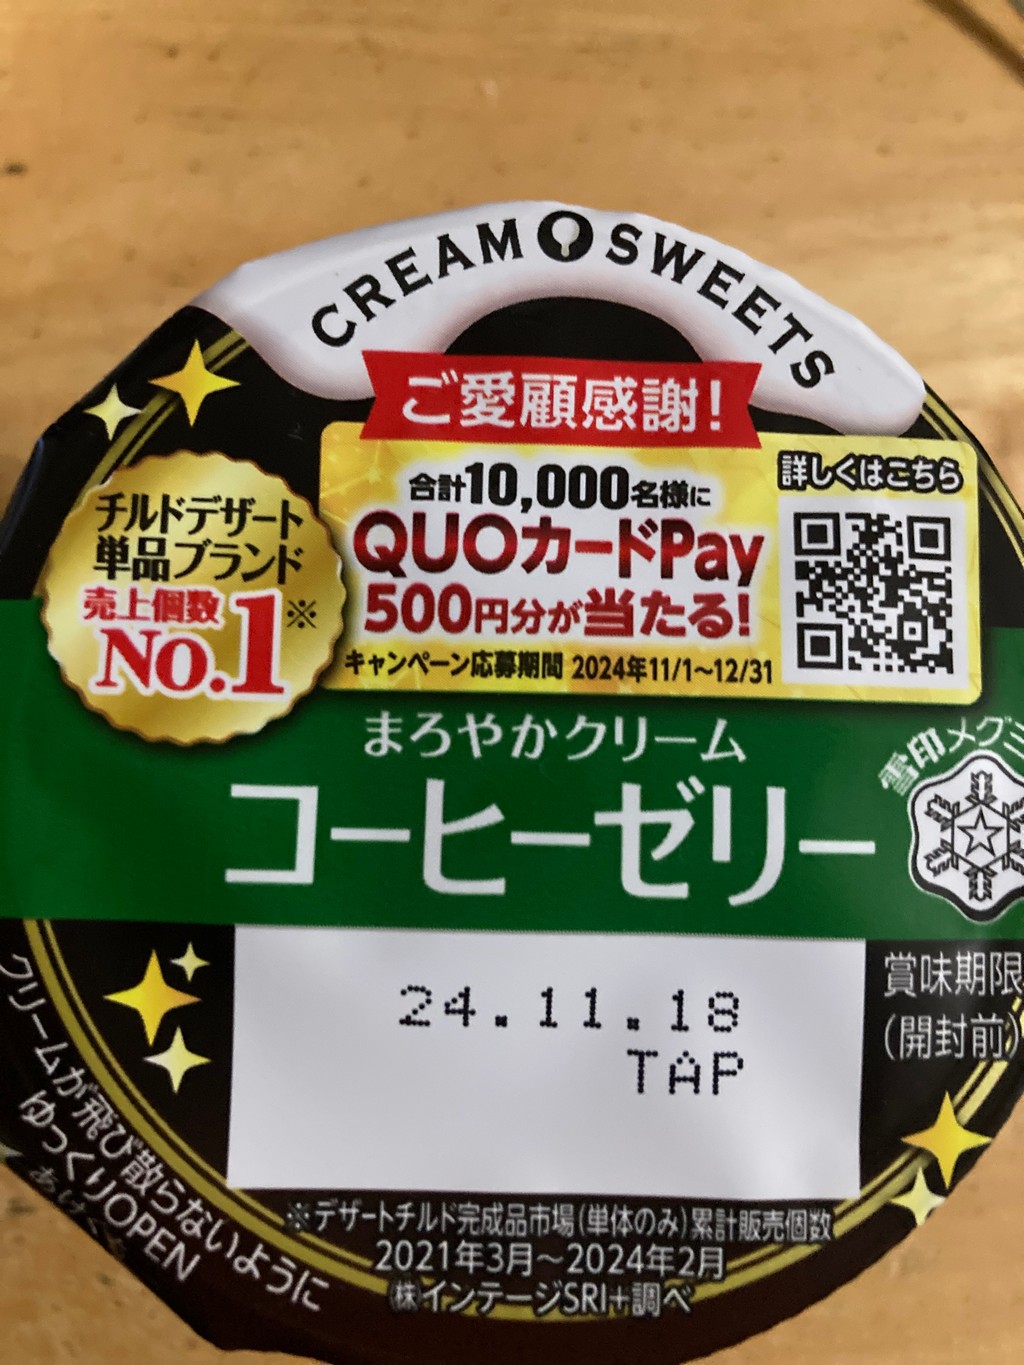 CREAM SWEETS
ご愛顧感謝!
合計10,000名様に
QUOカードPay
500円分が当たる!
キャンペーン応募期間 2024年11/1～12/31
詳しくはこちら
チルドデザート
単品ブランド
売上個数
No.1※
まろやかクリーム
コーヒーゼリー
雪印メグミ
24.11.18
TAP
賞味期限
(開封前)
クリームが飛び散らないように
ゆっくりOPEN
※デザートチルド完成品市場(単体のみ)累計販売個数
2021年3月～2024年2月
㈱インテージSRI+調べ